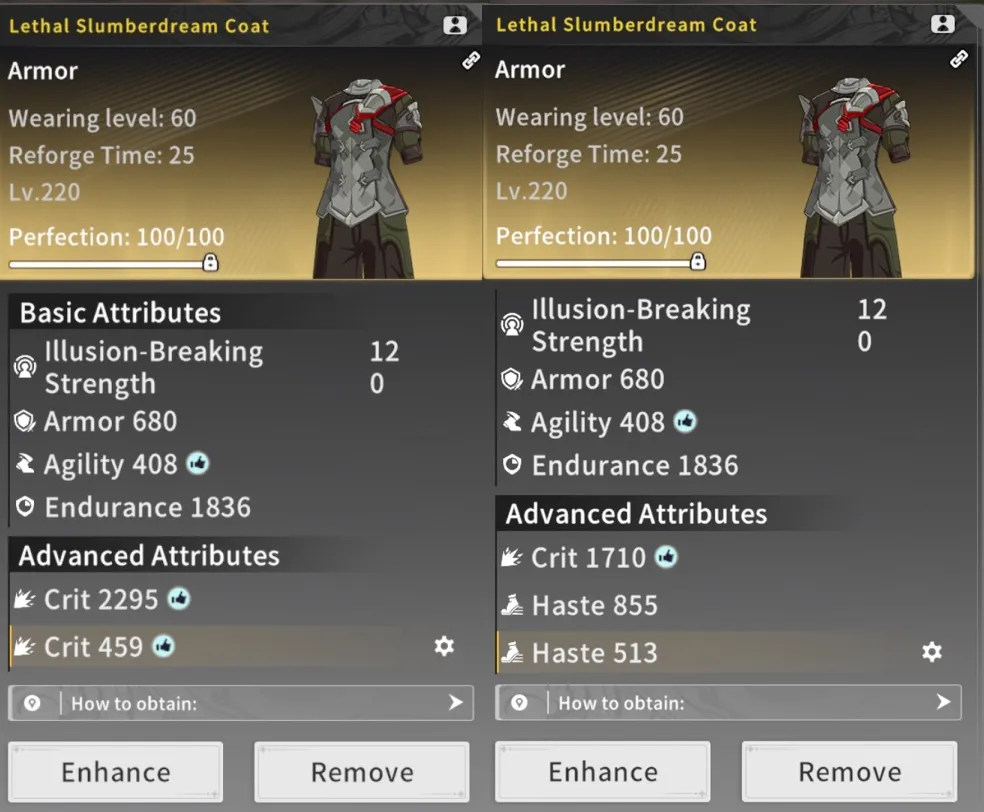 Lethal Slumberdream Coat
Armor
Wearing level: 60
Reforge Time: 25
Lv.220
Perfection: 100/100
Basic Attributes
Illusion-Breaking 12
Strength 0
Armor 680
Agility 408
Endurance 1836
Advanced Attributes
Crit 2295
Crit 459
How to obtain:
Enhance Remove
Lethal Slumberdream Coat
Armor
Wearing level: 60
Reforge Time: 25
Lv.220
Perfection: 100/100
Illusion-Breaking 12
Strength 0
Armor 680
Agility 408
Endurance 1836
Advanced Attributes
Crit 1710
Haste 855
Haste 513
How to obtain:
Enhance Remove